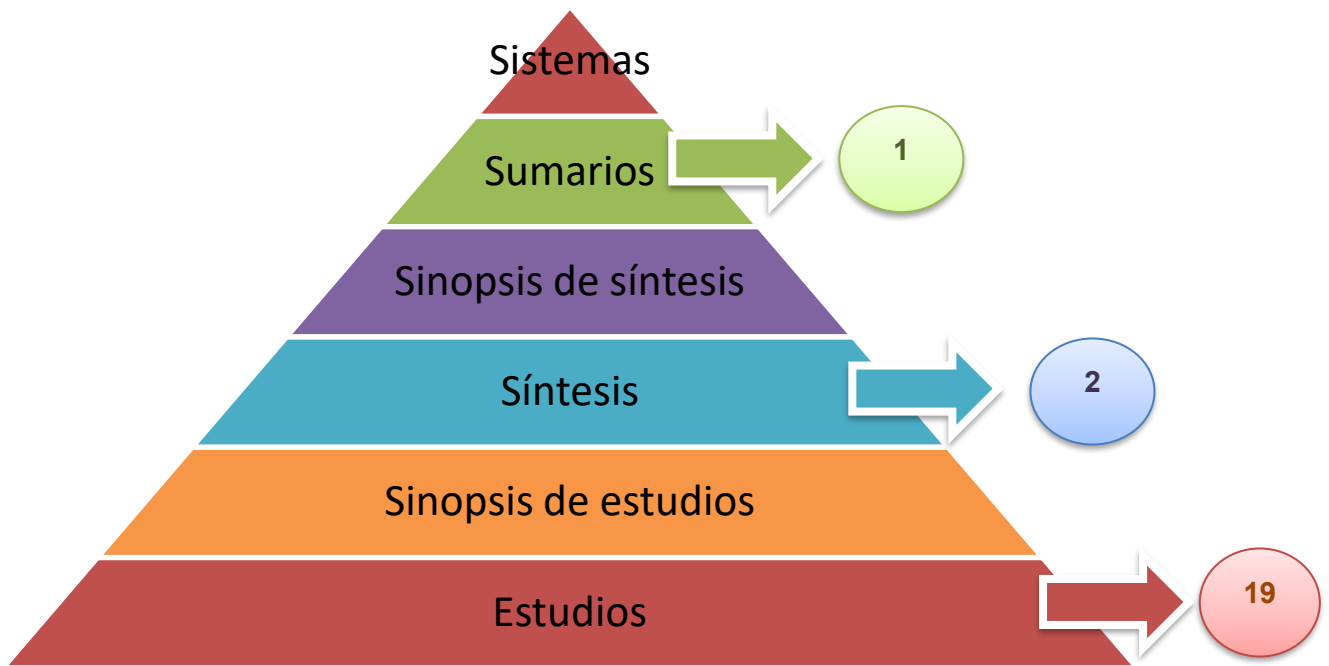 Sistemas
Sumarios
1
Sinopsis de síntesis
Síntesis
2
Sinopsis de estudios
Estudios
19